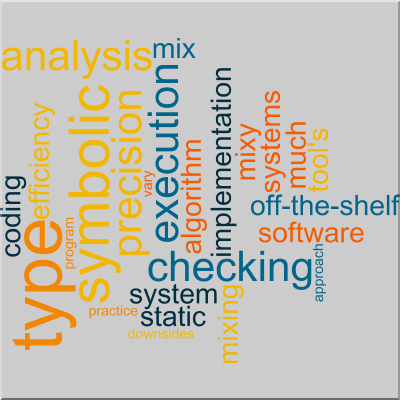 analysis
mix
symbolic
execution
precision
implementation
efficiency
type
checking
algorithm
mixy
systems
much
tool's
vary
coding
program
off-the-shelf
software
approach
system
static
practice
mixing
downsides